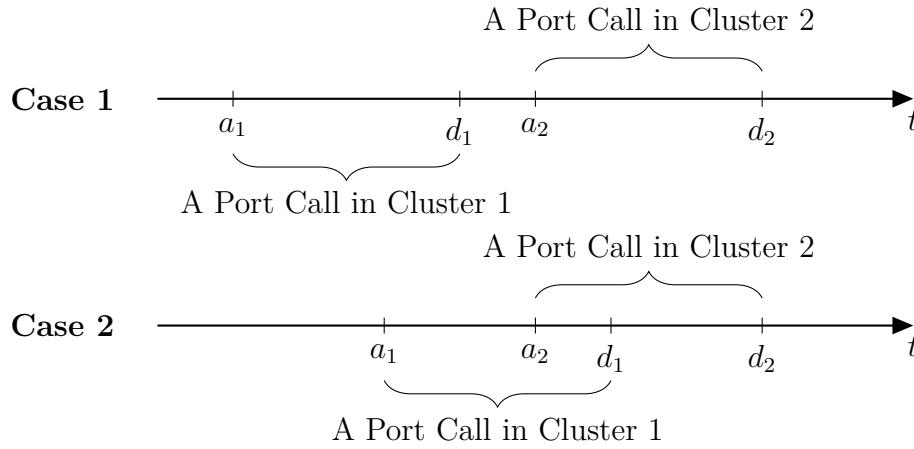 A Port Call in Cluster 2
Case 1
a₁ d₁ a₂ d₂ t
A Port Call in Cluster 1
A Port Call in Cluster 2
Case 2
a₁ a₂ d₁ d₂ t
A Port Call in Cluster 1